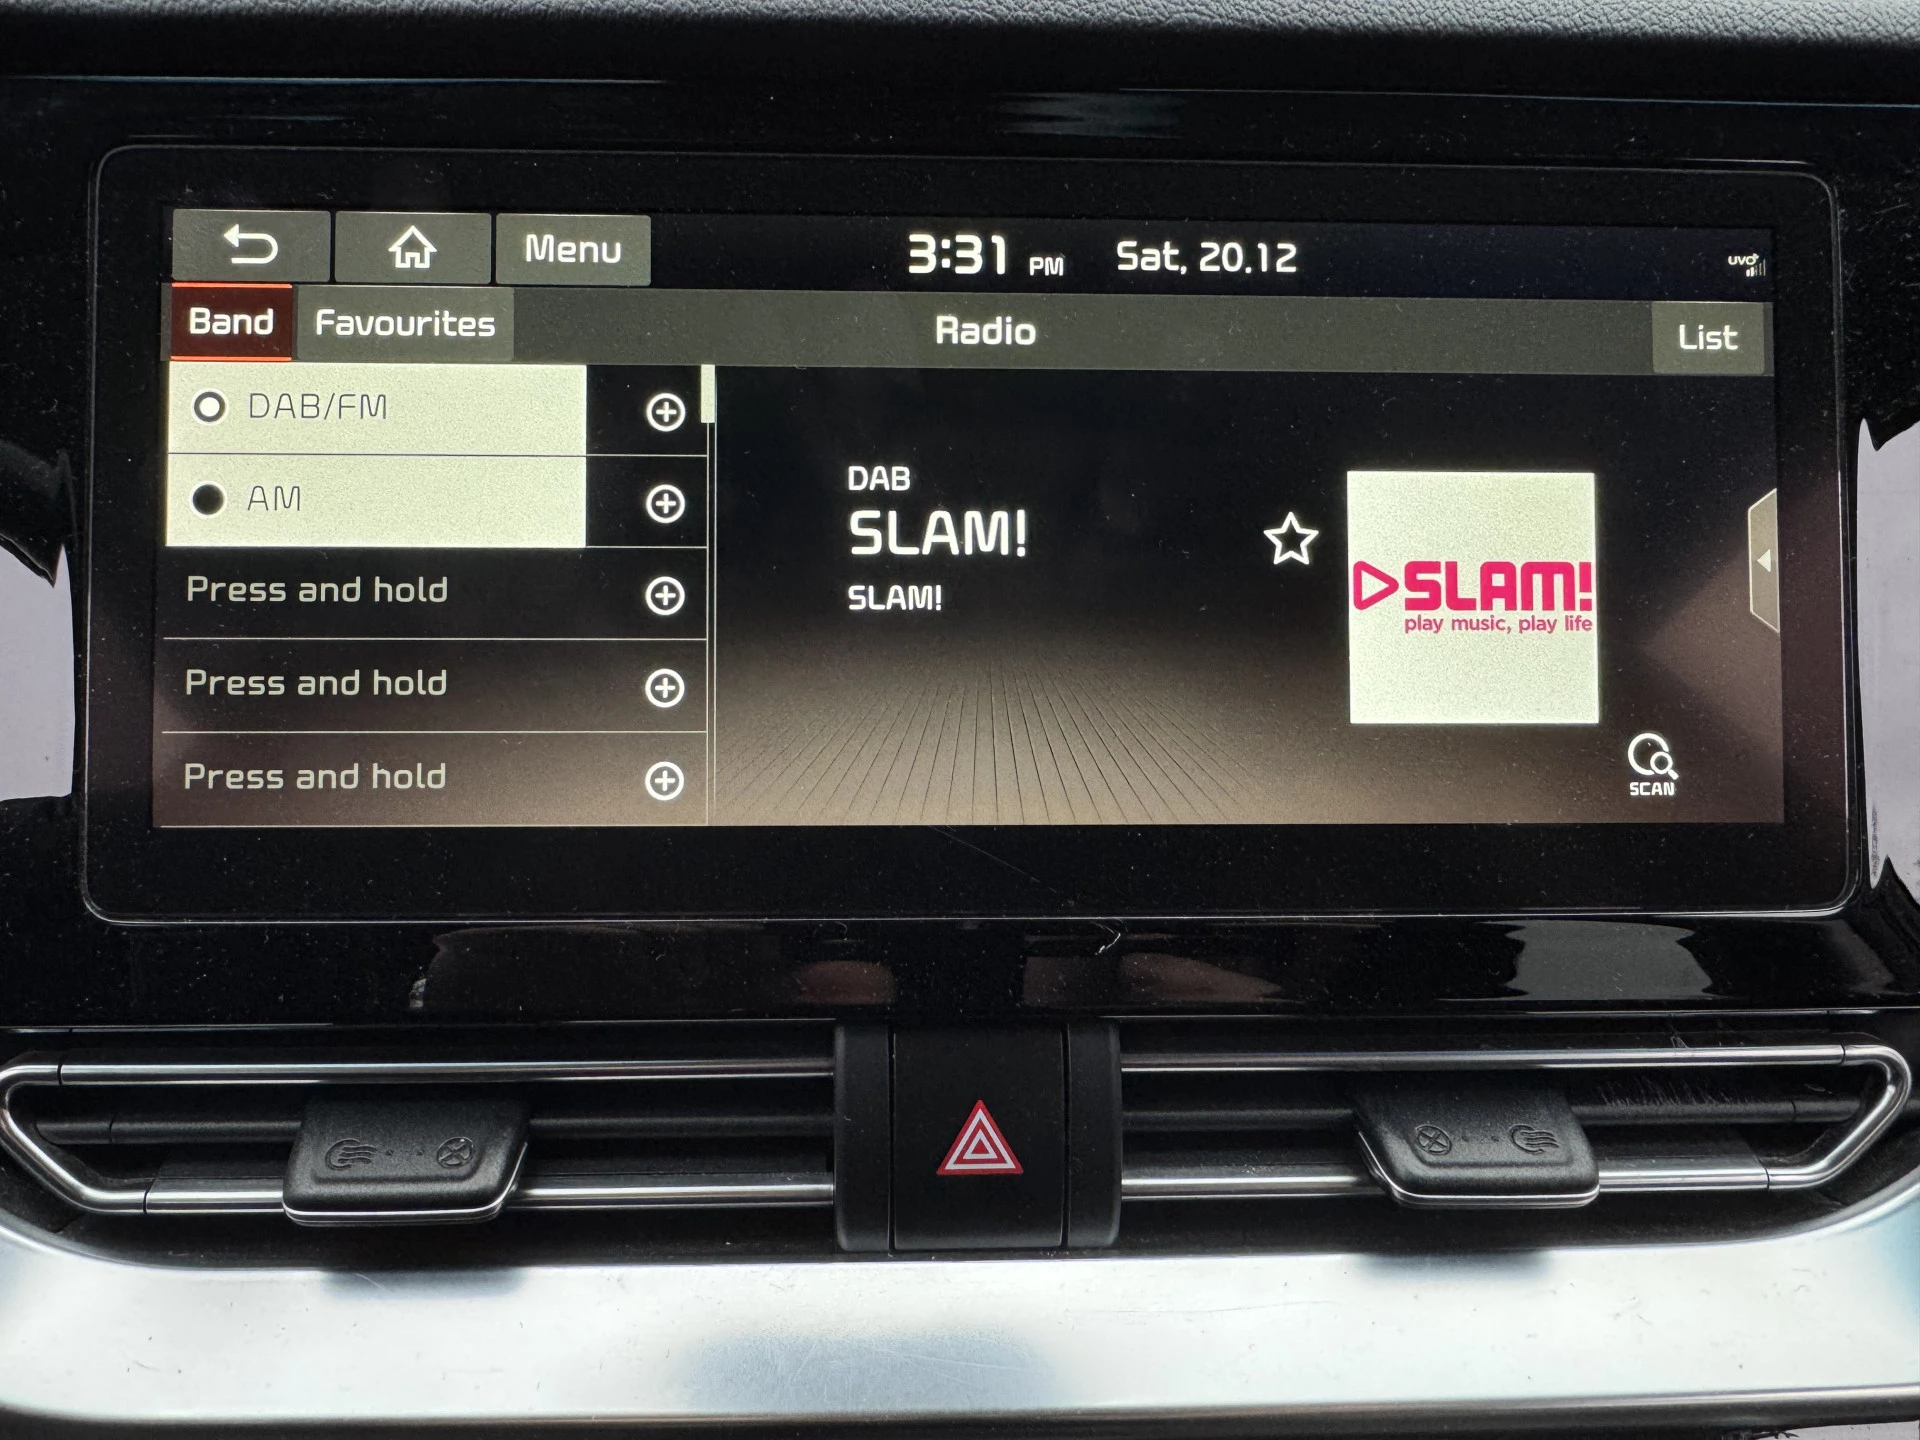 Menu
3:31 PM Sat, 20.12
UVO
Band Favourites Radio List
DAB/FM
AM
Press and hold
Press and hold
Press and hold
DAB
SLAM!
SLAM!
SLAM!
play music, play life
SCAN